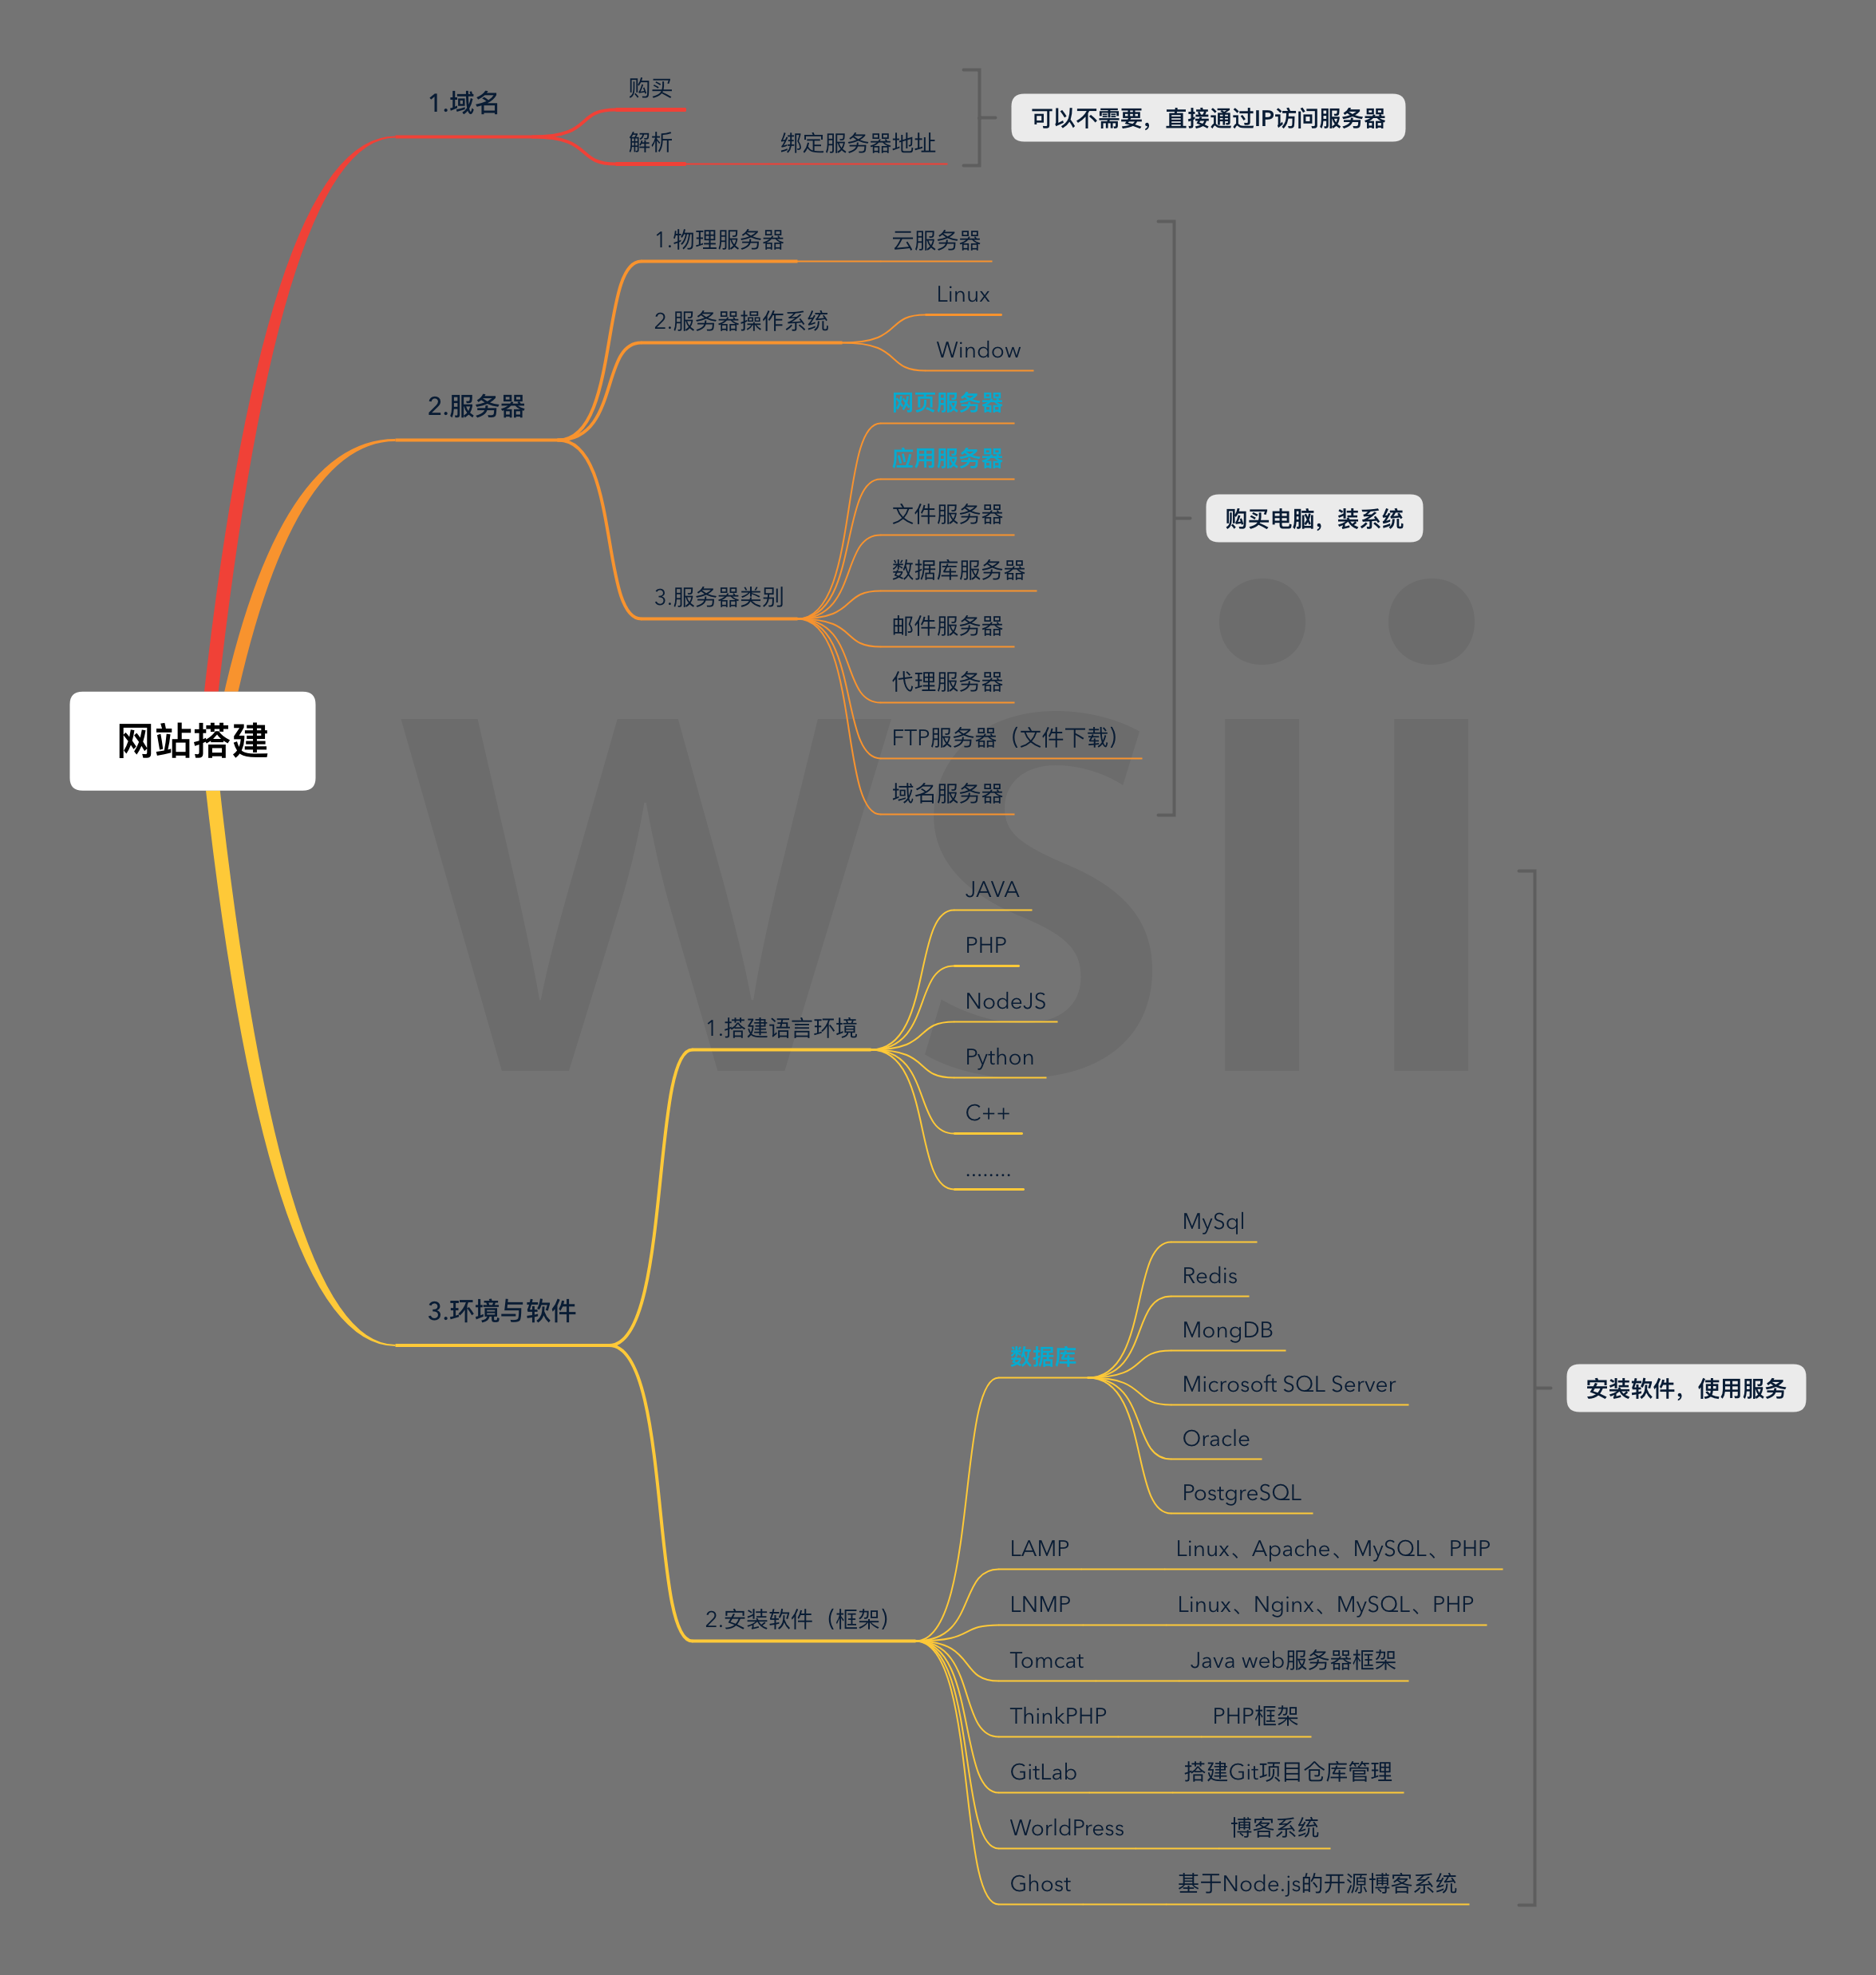 网站搭建
1.域名
购买
解析
绑定服务器地址
可以不需要，直接通过IP访问服务器
2.服务器
1.物理服务器
云服务器
2.服务器操作系统
Linux
Window
3.服务器类别
网页服务器
应用服务器
文件服务器
数据库服务器
邮件服务器
代理服务器
FTP服务器（文件下载）
域名服务器
购买电脑，装系统
3.环境与软件
1.搭建语言环境
JAVA
PHP
NodeJS
Python
C++
........
2.安装软件（框架）
数据库
MySql
Redis
MongDB
Microsoft SQL Server
Oracle
PostgreSQL
LAMP
Linux、Apache、MySQL、PHP
LNMP
Linux、Nginx、MySQL、PHP
Tomcat
Java web服务器框架
ThinkPHP
PHP框架
GitLab
搭建Git项目仓库管理
WorldPress
博客系统
Ghost
基于Node.js的开源博客系统
安装软件，使用服务
wsii